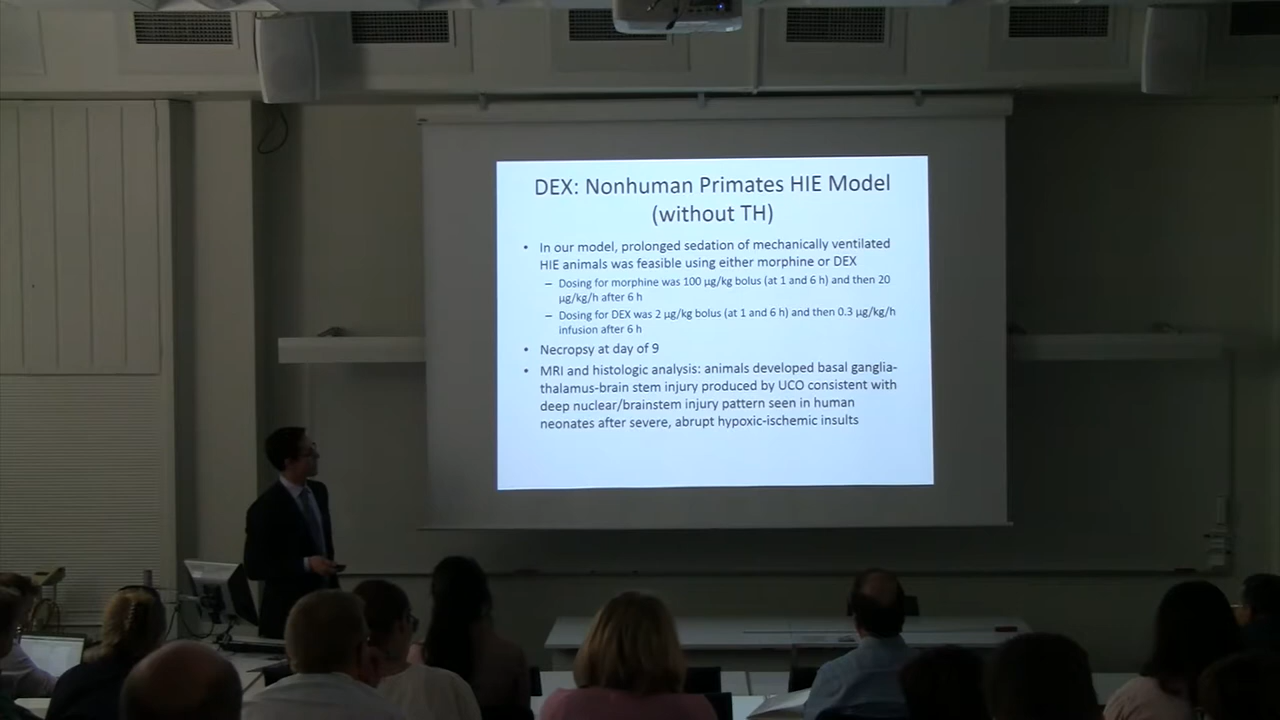 DEX: Nonhuman Primates HIE Model
(without TH)
• In our model, prolonged sedation of mechanically ventilated
HIE animals was feasible using either morphine or DEX
– Dosing for morphine was 100 µg/kg bolus (at 1 and 6 h) and then 20
µg/kg/h after 6 h
– Dosing for DEX was 2 µg/kg bolus (at 1 and 6 h) and then 0.3 µg/kg/h
infusion after 6 h
• Necropsy at day of 9
• MRI and histologic analysis: animals developed basal ganglia-
thalamus-brain stem injury produced by UCO consistent with
deep nuclear/brainstem injury pattern seen in human
neonates after severe, abrupt hypoxic-ischemic insults